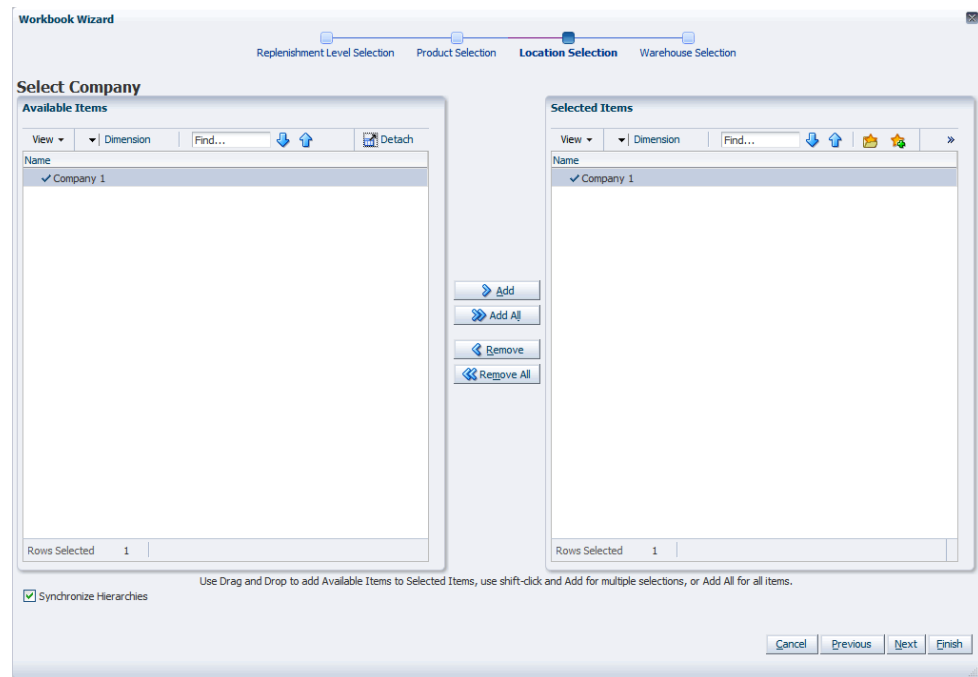 Workbook Wizard
Replenishment Level Selection Product Selection Location Selection Warehouse Selection
Select Company
Available Items
View Dimension Find... Detach
Name
Company 1
Rows Selected 1
Add
Add All
Remove
Remove All
Selected Items
View Dimension Find... »
Name
Company 1
Rows Selected 1
Use Drag and Drop to add Available Items to Selected Items, use shift-click and Add for multiple selections, or Add All for all items.
Synchronize Hierarchies
Cancel Previous Next Finish